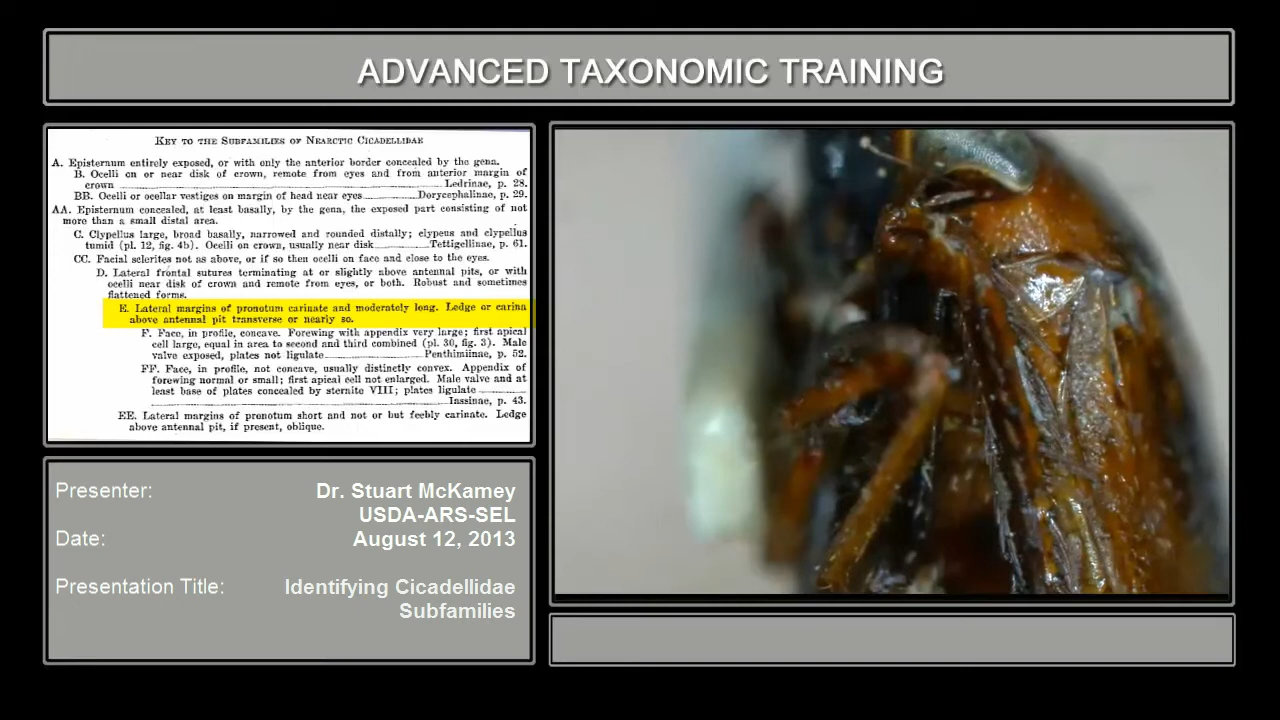 ADVANCED TAXONOMIC TRAINING
KEY TO THE SUBFAMILIES OF NEARCTIC CICADELLIDAE
A. Episternum entirely exposed, or with only the anterior border concealed by the gena.
B. Ocelli on or near disk of crown, remote from eyes and from anterior margin of
crown Ledrinae, p. 28.
BB. Ocelli or ocellar vestiges on margin of head near eyes Dorycephalinae, p. 29.
AA. Episternum concealed, at least basally, by the gena, the exposed part consisting of not
more than a small distal area.
C. Clypellus large, broad basally, narrowed and rounded distally; clypeus and clypellus
tumid (pl. 12, fig. 4b). Ocelli on crown, usually near disk Tettigellinae, p. 61.
CC. Facial sclerites not as above, or if so then ocelli on face and close to the eyes.
D. Lateral frontal sutures terminating at or slightly above antennal pits, or with
ocelli near disk of crown and remote from eyes, or both. Robust and sometimes
flattened forms.
E. Lateral margins of pronotum carinate and moderately long. Ledge or carina
above antennal pit transverse or nearly so.
F. Face, in profile, concave. Forewing with appendix very large; first apical
cell large, equal in area to second and third combined (pl. 30, fig. 3). Male
valve exposed, plates not ligulate Penthimiinae, p. 52.
FF. Face, in profile, not concave, usually distinctly convex. Appendix of
forewing normal or small; first apical cell not enlarged. Male valve and at
least base of plates concealed by sternite VIII; plates ligulate
Iassinae, p. 43.
EE. Lateral margins of pronotum short and not or but feebly carinate. Ledge
above antennal pit, if present, oblique.
Presenter: Dr. Stuart McKamey
USDA-ARS-SEL
Date: August 12, 2013
Presentation Title: Identifying Cicadellidae
Subfamilies